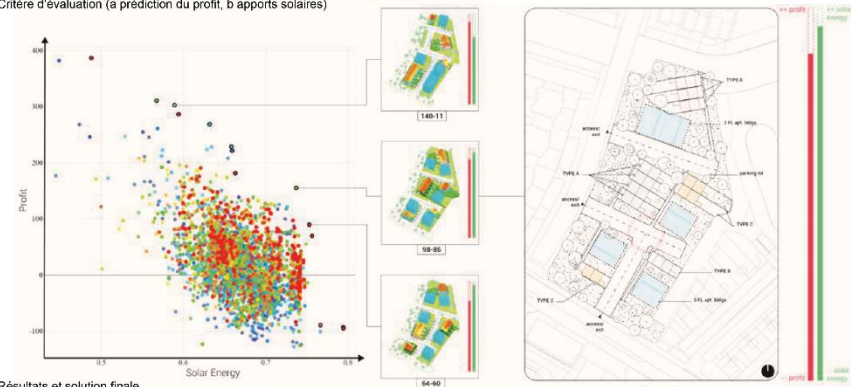 Critère d'évaluation (a prédiction du profit, b apports solaires)
++ profit
++ solar energy
400
300
200
100
0
-100
Profit
0.5
0.6
0.7
0.8
Solar Energy
140-11
98-86
64-60
TYPE B
access/ exit
3 Fl. apt. bldgs.
TYPE A
parking lot
access/ exit
TYPE C
TYPE B
TYPE C
5 Fl. apt. bldgs.
access/ exit
-- profit
-- solar energy
Résultats et solution finale